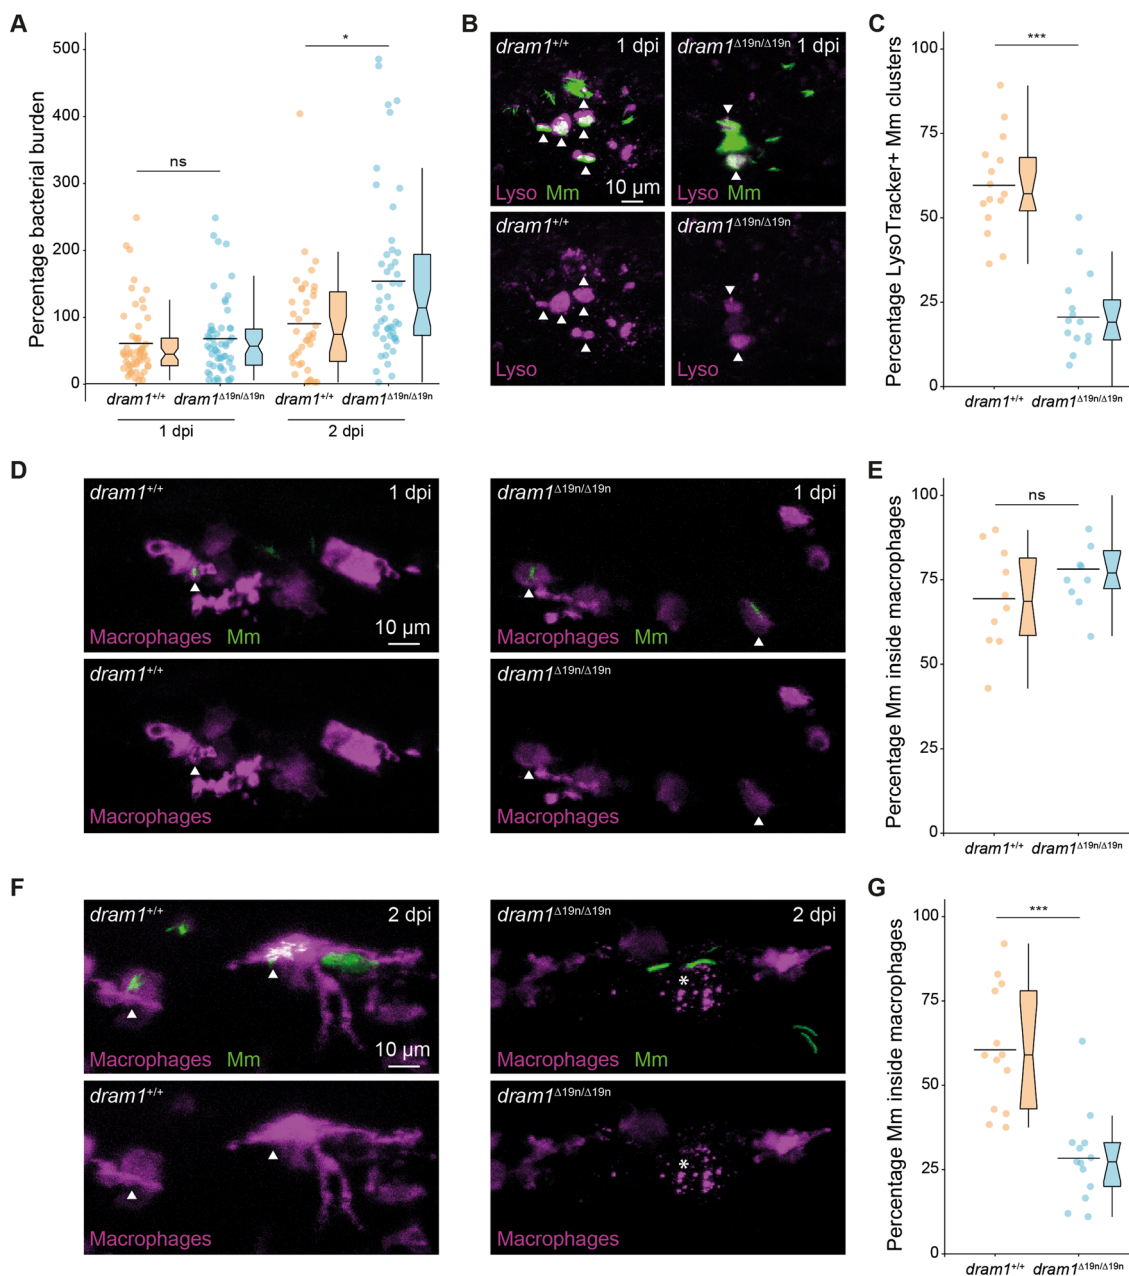 A
500
400
300
200
100
0
Percentage bacterial burden
ns
*
dram1+/+
dram1Δ19n/Δ19n
dram1+/+
dram1Δ19n/Δ19n
1 dpi
2 dpi
B
dram1+/+ 1 dpi
Lyso Mm
10 µm
dram1Δ19n/Δ19n 1 dpi
Lyso Mm
dram1+/+
Lyso
dram1Δ19n/Δ19n
Lyso
C
100
75
50
25
0
Percentage LysoTracker+ Mm clusters
***
dram1+/+
dram1Δ19n/Δ19n
D
dram1+/+ 1 dpi
Macrophages Mm
10 µm
dram1Δ19n/Δ19n 1 dpi
Macrophages Mm
dram1+/+
Macrophages
dram1Δ19n/Δ19n
Macrophages
E
100
75
50
25
0
Percentage Mm inside macrophages
ns
dram1+/+
dram1Δ19n/Δ19n
F
dram1+/+ 2 dpi
Macrophages Mm
10 µm
dram1Δ19n/Δ19n 2 dpi
*
Macrophages Mm
dram1+/+
Macrophages
dram1Δ19n/Δ19n
*
Macrophages
G
100
75
50
25
0
Percentage Mm inside macrophages
***
dram1+/+
dram1Δ19n/Δ19n